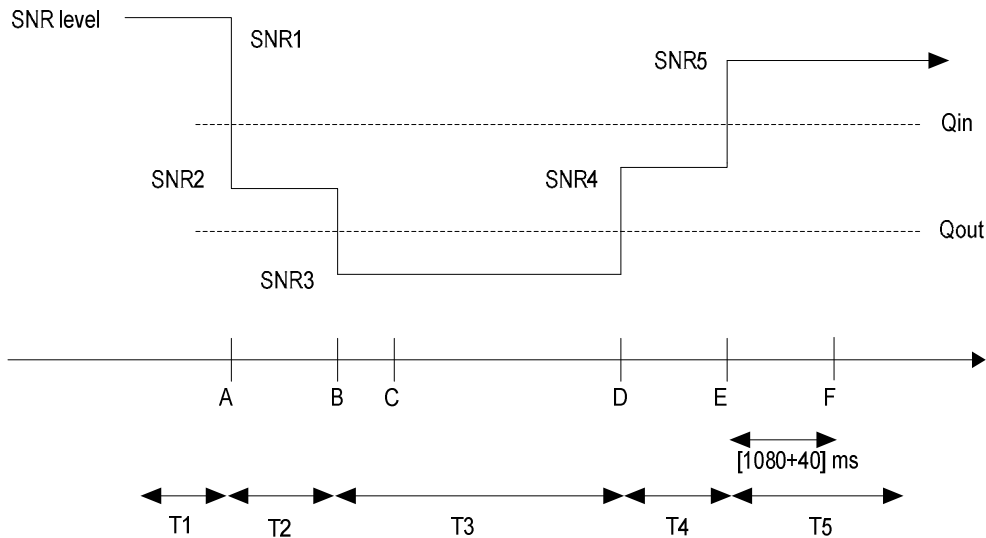 SNR level
SNR1
SNR5
Qin
SNR2
SNR4
Qout
SNR3
A
B
C
D
E
F
[1080+40] ms
T1
T2
T3
T4
T5